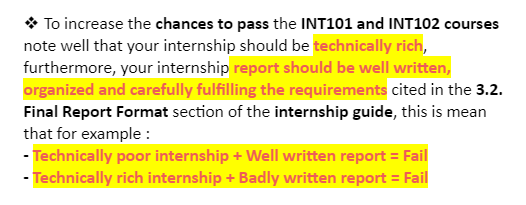 ❖ To increase the chances to pass the INT101 and INT102 courses
note well that your internship should be technically rich,
furthermore, your internship report should be well written,
organized and carefully fulfilling the requirements cited in the 3.2.
Final Report Format section of the internship guide, this is mean
that for example :
- Technically poor internship + Well written report = Fail
- Technically rich internship + Badly written report = Fail